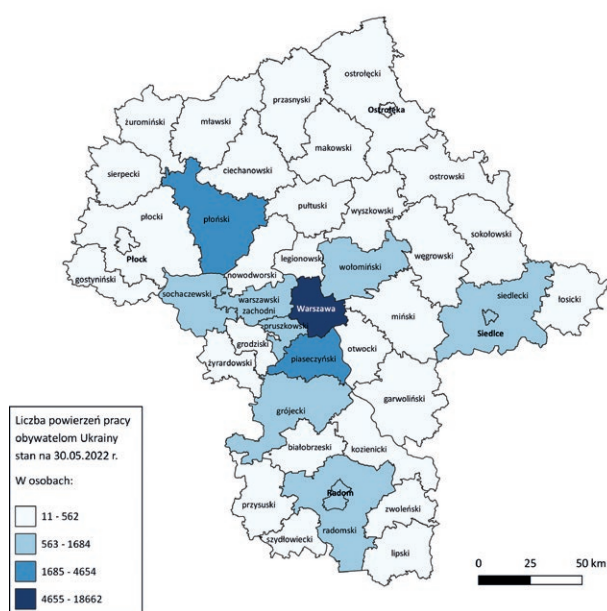 ostrołęcki
Ostrołęka
przasnyski
mławski
żuromiński
makowski
ciechanowski
sierpecki
ostrowski
pułtuski
wyszkowski
płocki
płoński
sokołowski
węgrowski
Płock
legionowski
wołomiński
gostyniński
nowodworski
sochaczewski
warszawski
zachodni
Warszawa
siedlecki
łosicki
Siedlce
miński
pruszkowski
grodziski
otwocki
piaseczyński
żyrardowski
garwoliński
grójecki
białobrzeski
kozienicki
Radom
przysuski
zwoleński
radomski
szydłowiecki
lipski
Liczba powierzeń pracy
obywatelom Ukrainy
stan na 30.05.2022 r.
W osobach:
11 - 562
563 - 1684
1685 - 4654
4655 - 18662
0 25 50 km